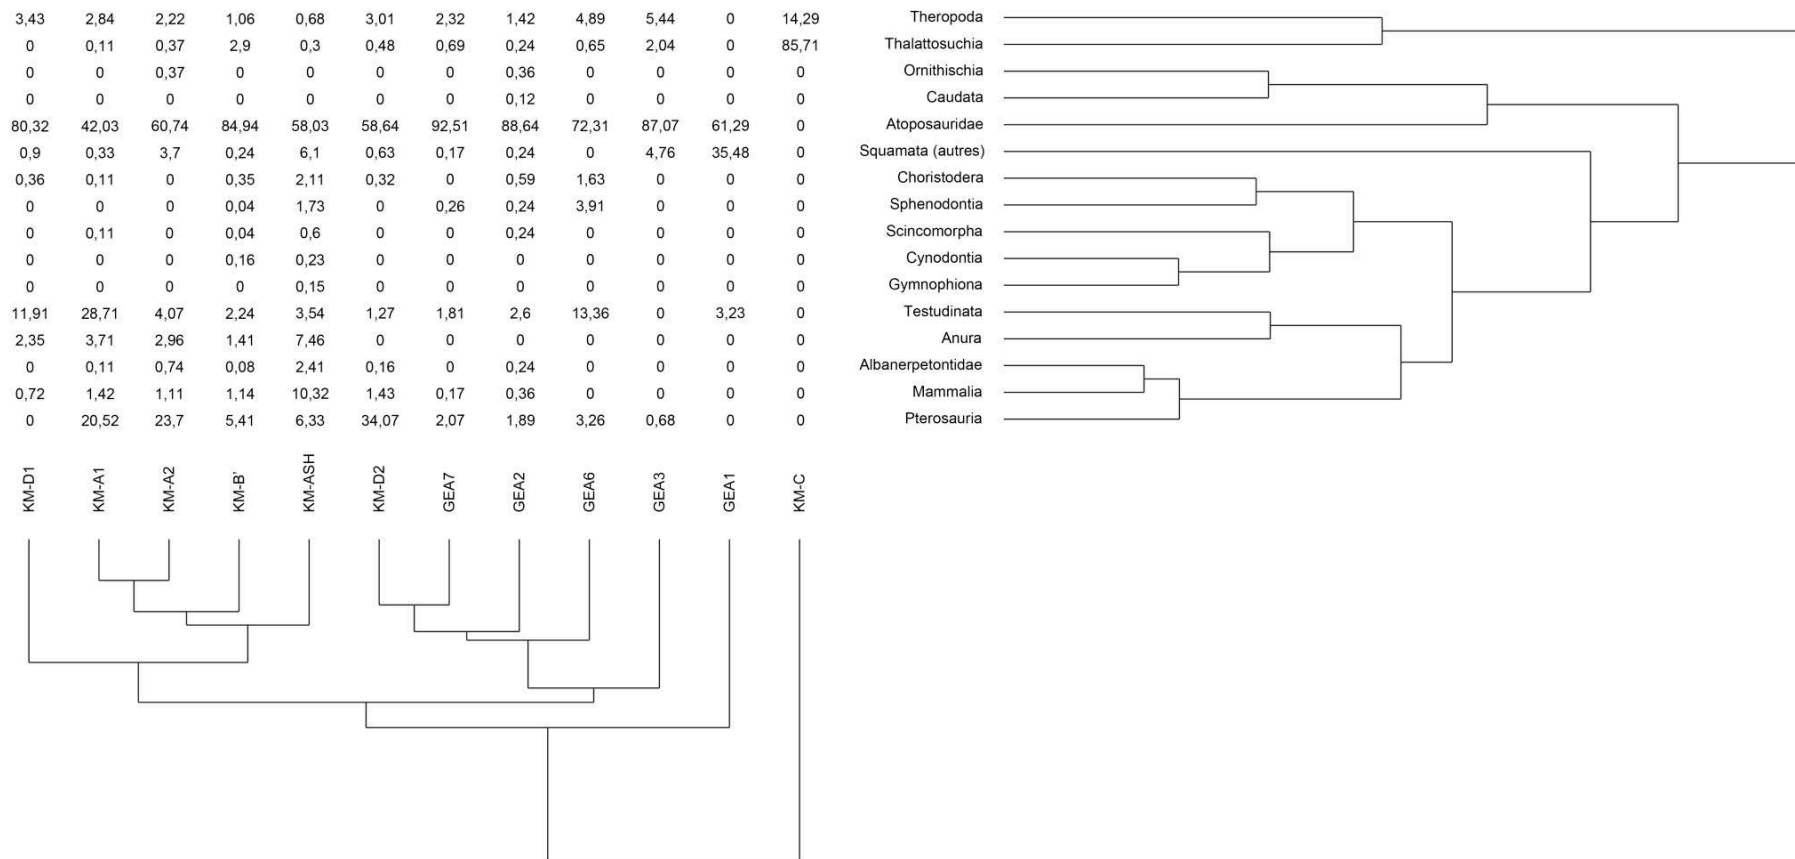 3,43 2,84 2,22 1,06 0,68 3,01 2,32 1,42 4,89 5,44 0 14,29 Theropoda
0 0,11 0,37 2,9 0,3 0,48 0,69 0,24 0,65 2,04 0 85,71 Thalattosuchia
0 0 0,37 0 0 0 0 0,36 0 0 0 0 Ornithischia
0 0 0 0 0 0 0 0,12 0 0 0 0 Caudata
80,32 42,03 60,74 84,94 58,03 58,64 92,51 88,64 72,31 87,07 61,29 0 Atoposauridae
0,9 0,33 3,7 0,24 6,1 0,63 0,17 0,24 0 4,76 35,48 0 Squamata (autres)
0,36 0,11 0 0,35 2,11 0,32 0 0,59 1,63 0 0 0 Choristodera
0 0 0 0,04 1,73 0 0,26 0,24 3,91 0 0 0 Sphenodontia
0 0,11 0 0,04 0,6 0 0 0,24 0 0 0 0 Scincomorpha
0 0 0 0,16 0,23 0 0 0 0 0 0 0 Cynodontia
0 0 0 0 0,15 0 0 0 0 0 0 0 Gymnophiona
11,91 28,71 4,07 2,24 3,54 1,27 1,81 2,6 13,36 0 3,23 0 Testudinata
2,35 3,71 2,96 1,41 7,46 0 0 0 0 0 0 0 Anura
0 0,11 0,74 0,08 2,41 0,16 0 0,24 0 0 0 0 Albanerpetontidae
0,72 1,42 1,11 1,14 10,32 1,43 0,17 0,36 0 0 0 0 Mammalia
0 20,52 23,7 5,41 6,33 34,07 2,07 1,89 3,26 0,68 0 0 Pterosauria
KM-D1 KM-A1 KM-A2 KM-B' KM-ASH KM-D2 GEA7 GEA2 GEA6 GEA3 GEA1 KM-C